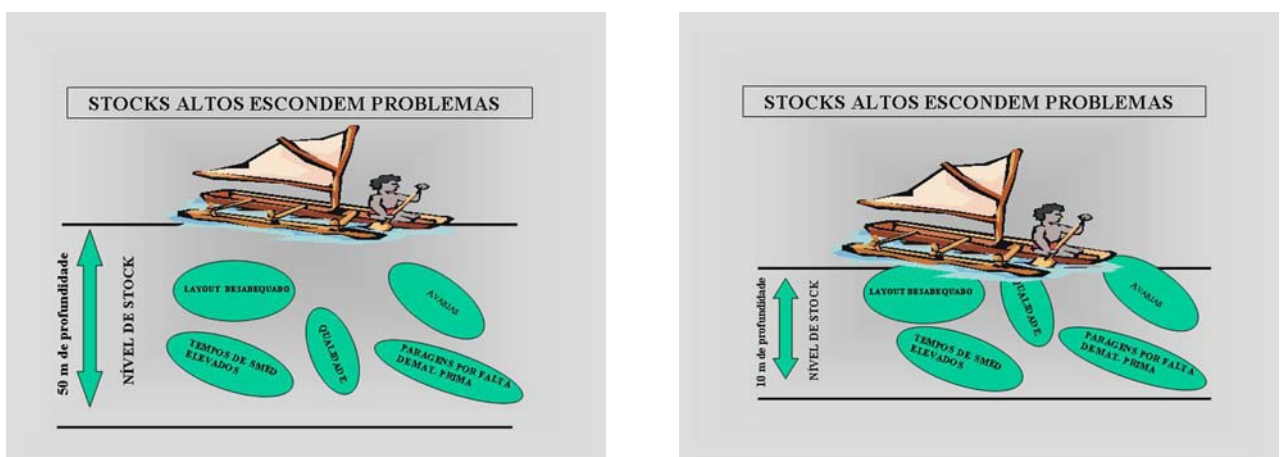 STOCKS ALTOS ESCONDEM PROBLEMAS
50 m de profundidade
NÍVEL DE STOCK
LAYOUT BESABEQUABO
AVARIAS
TEMPOS DE SMED
ELEVADOS
QUALIDADE
PARAGENS POR FALTA
DE MAT. PRIMA
STOCKS ALTOS ESCONDEM PROBLEMAS
10 m de profundidade
NÍVEL DE STOCK
LAYOUT BESABEQUABO
QUALIDADE
AVARIAS
TEMPOS DE SMED
ELEVADOS
PARAGENS POR FALTA
DE MAT. PRIMA